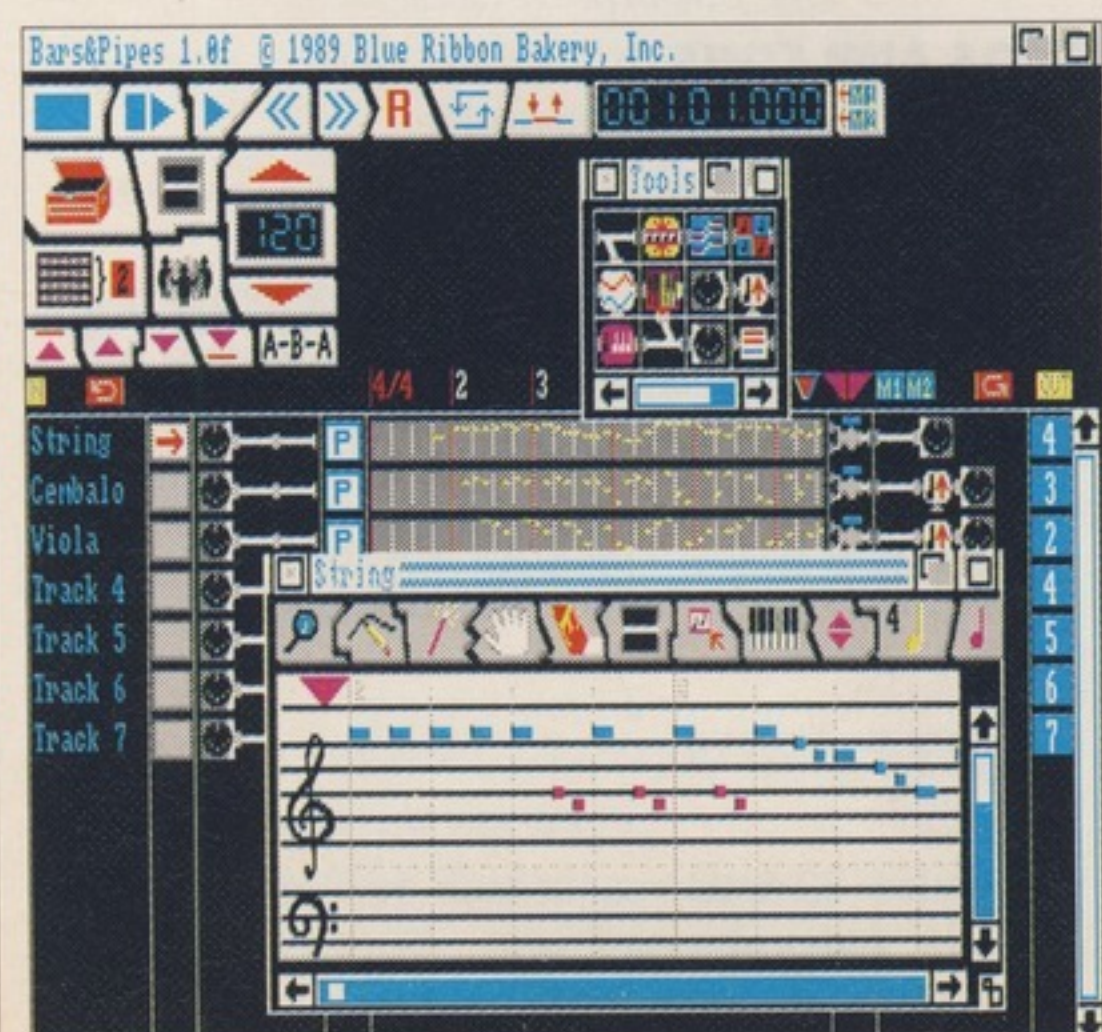 Bars&Pipes 1.0f © 1989 Blue Ribbon Bakery, Inc.
R
001.01.000
Tools
120
2
A-B-A
4/4 2 3
M1 M2
OUT
String P 4
Cembalo P 3
Viola P 2
Track 4 4
Track 5 5
Track 6 6
Track 7 7
String
4